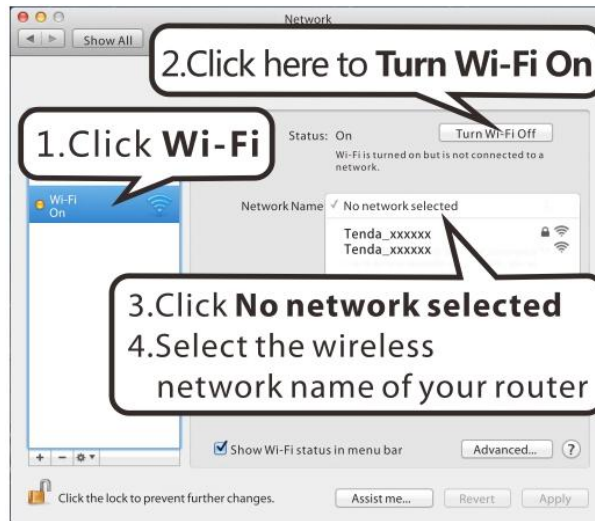 Network
Show All
2.Click here to Turn Wi-Fi On
1.Click Wi-Fi
Status: On
Turn Wi-Fi Off
Wi-Fi is turned on but is not connected to a
network.
Wi-Fi
On
Network Name
✓ No network selected
Tenda_xxxxxx
Tenda_xxxxxx
3.Click No network selected
4.Select the wireless
network name of your router
Show Wi-Fi status in menu bar
Advanced...
?
+ −
Click the lock to prevent further changes.
Assist me...
Revert
Apply